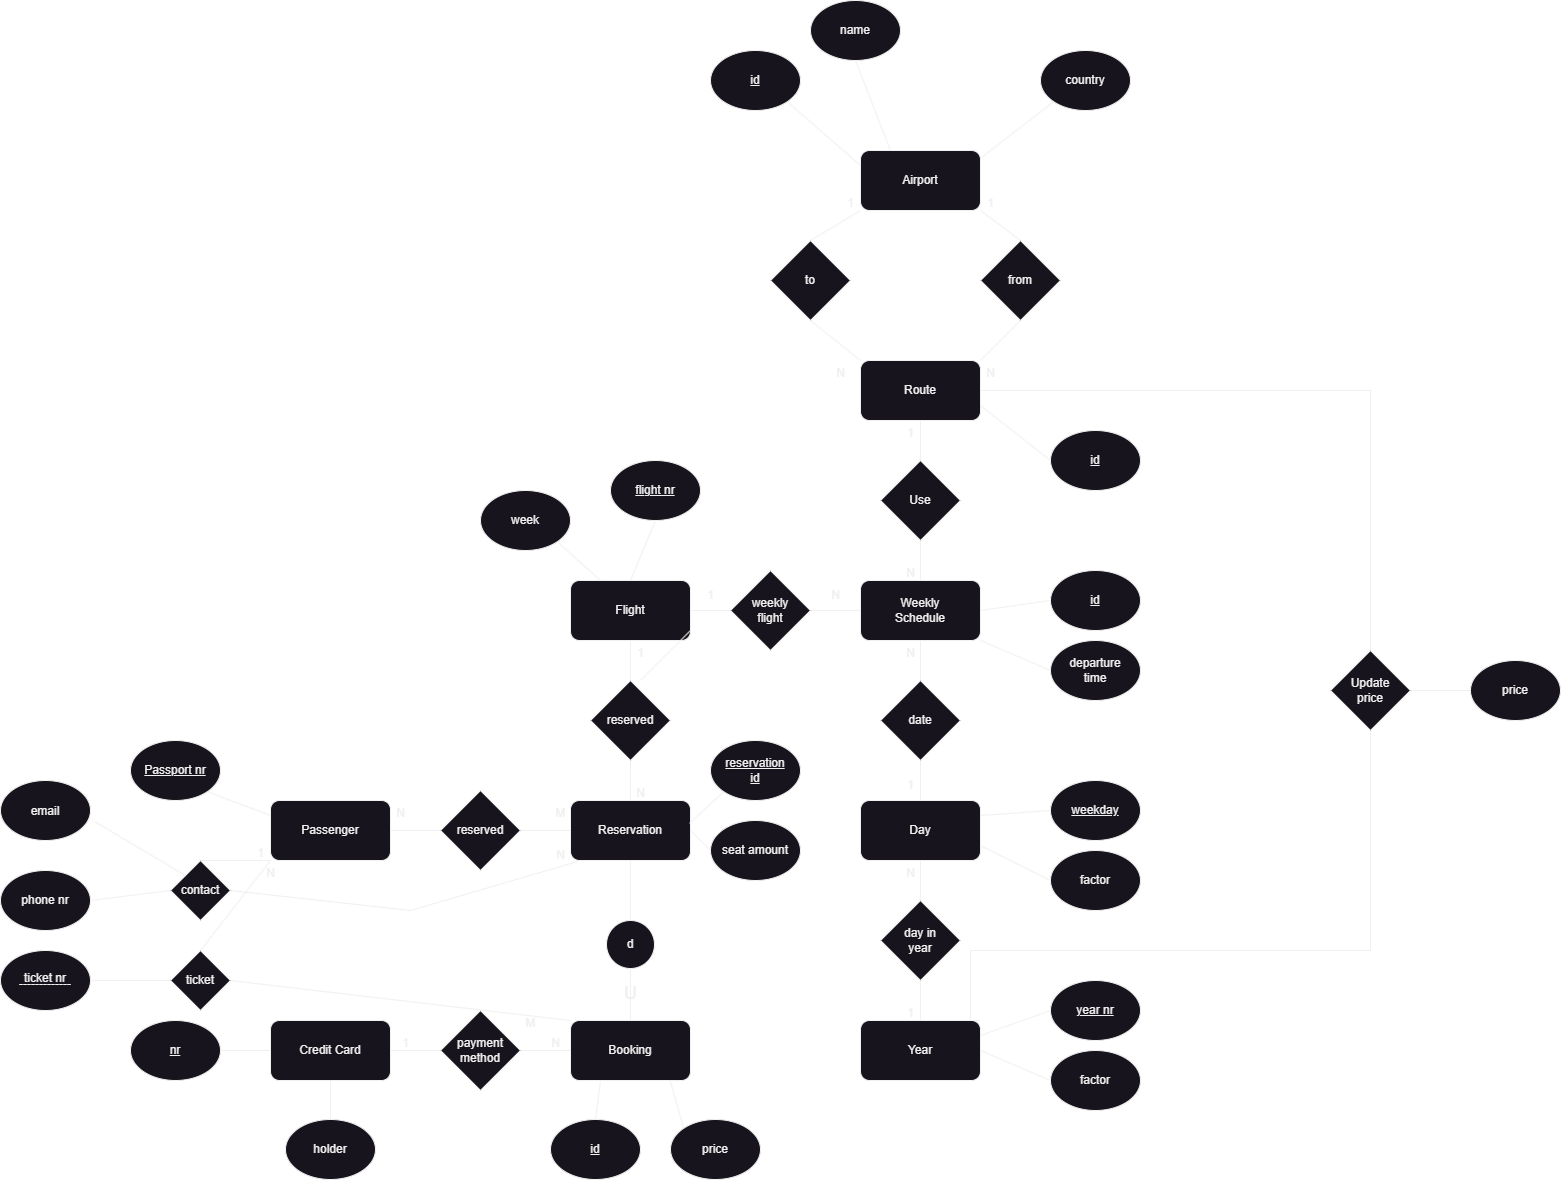 name
id
country
Airport
1
1
to
from
N
N
Route
1
id
flight nr
week
Use
N
Flight
1
weekly
flight
N
Weekly
Schedule
id
1
N
departure
time
Update
price
price
reserved
date
Passport nr
reservation
id
1
N
email
N
M
weekday
Passenger
reserved
Reservation
Day
seat amount
1
N
N
N
factor
contact
phone nr
d
day in
year
ticket nr
ticket
U
1
year nr
M
nr
Credit Card
1
payment
method
N
Booking
Year
factor
holder
id
price